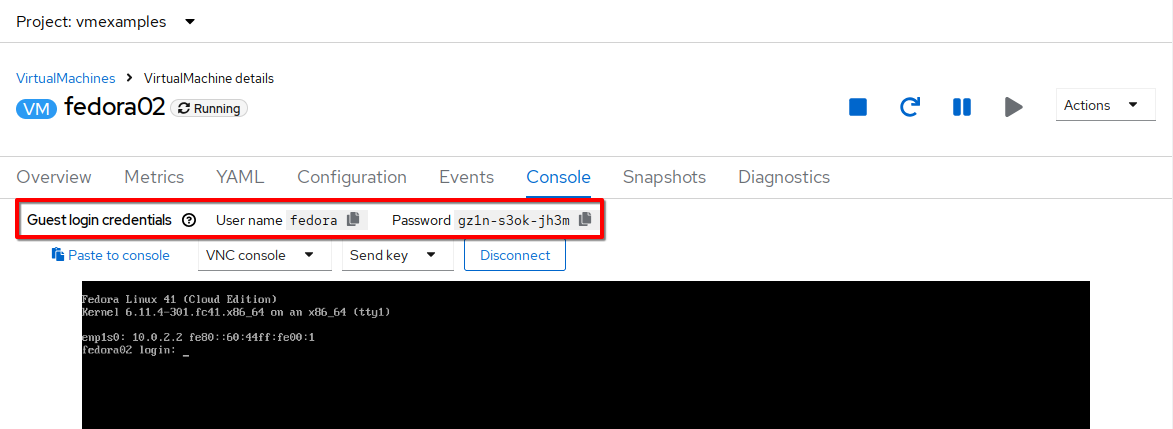 Project: vmexamples
VirtualMachines > VirtualMachine details
VM fedora02 Running
Actions
Overview Metrics YAML Configuration Events Console Snapshots Diagnostics
Guest login credentials User name fedora Password gz1n-s3ok-jh3m
Paste to console VNC console Send key Disconnect
Fedora Linux 41 (Cloud Edition)
Kernel 6.11.4-301.fc41.x86_64 on an x86_64 (tty1)
enp1s0: 10.0.2.2 fe80::60:44ff:fe00:1
fedora02 login: _